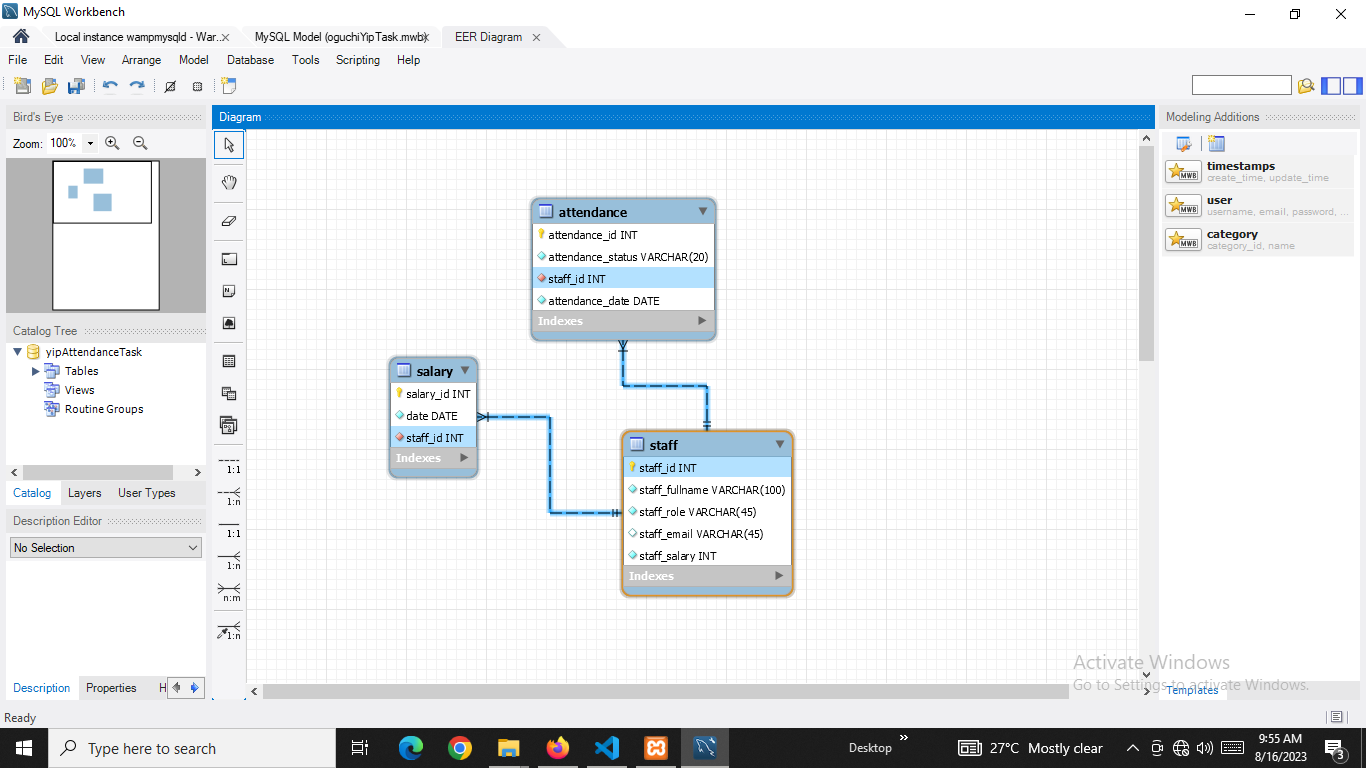 MySQL Workbench
Local instance wampmysqld - War... MySQL Model (oguchiYipTask.mwb) EER Diagram
File Edit View Arrange Model Database Tools Scripting Help
Bird's Eye
Zoom: 100%
Diagram
Modeling Additions
timestamps
create_time, update_time
user
username, email, password, ...
category
category_id, name
attendance
attendance_id INT
attendance_status VARCHAR(20)
staff_id INT
attendance_date DATE
Indexes
Catalog Tree
yipAttendanceTask
Tables
Views
Routine Groups
salary
salary_id INT
date DATE
staff_id INT
Indexes
staff
staff_id INT
staff_fullname VARCHAR(100)
staff_role VARCHAR(45)
staff_email VARCHAR(45)
staff_salary INT
Indexes
Catalog Layers User Types
Description Editor
No Selection
1:1
1:n
1:1
1:n
n:m
1:n
Activate Windows
Go to Settings to activate Windows.
Description Properties H
Templates
Ready
Type here to search
Desktop
27°C Mostly clear
9:55 AM
8/16/2023
3